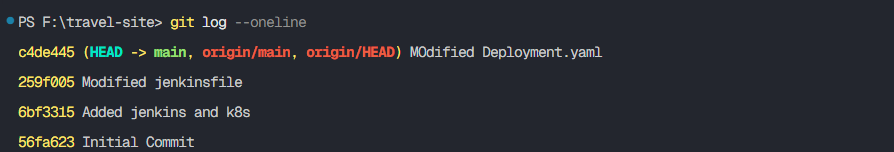 PS F:\travel-site> git log --oneline
c4de445 (HEAD -> main, origin/main, origin/HEAD) MOdified Deployment.yaml
259f005 Modified jenkinsfile
6bf3315 Added jenkins and k8s
56fa623 Initial Commit